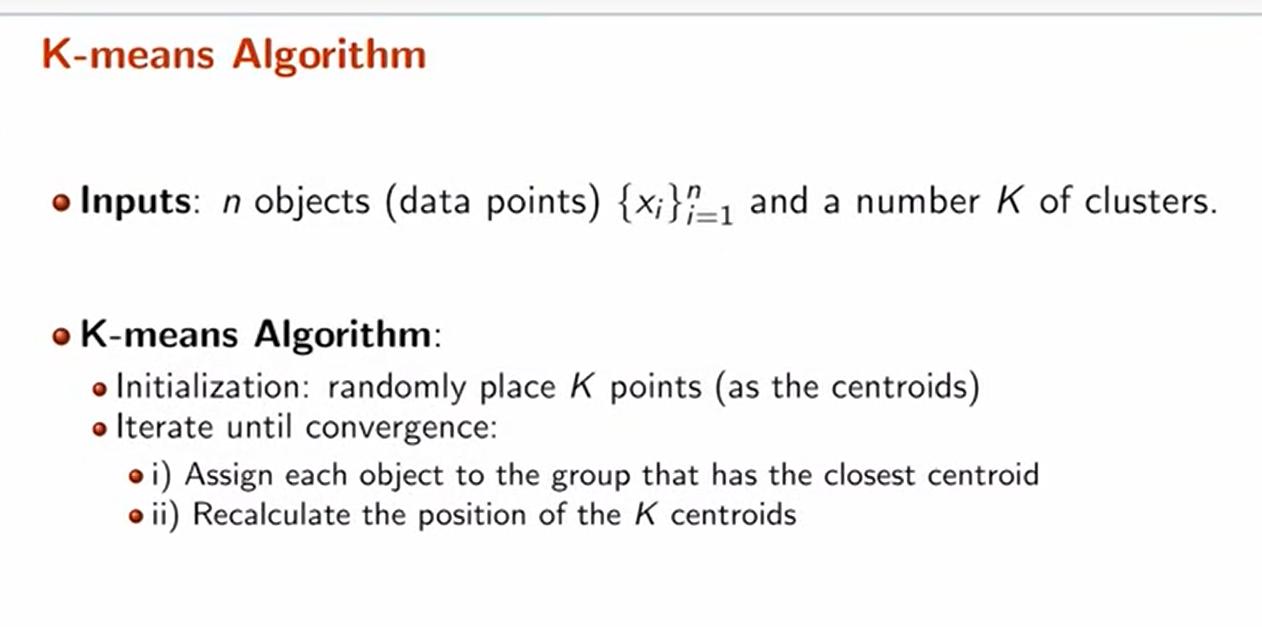 K-means Algorithm
Inputs: n objects (data points) {xᵢ}ⁿᵢ₌₁ and a number K of clusters.
K-means Algorithm:
Initialization: randomly place K points (as the centroids)
Iterate until convergence:
i) Assign each object to the group that has the closest centroid
ii) Recalculate the position of the K centroids